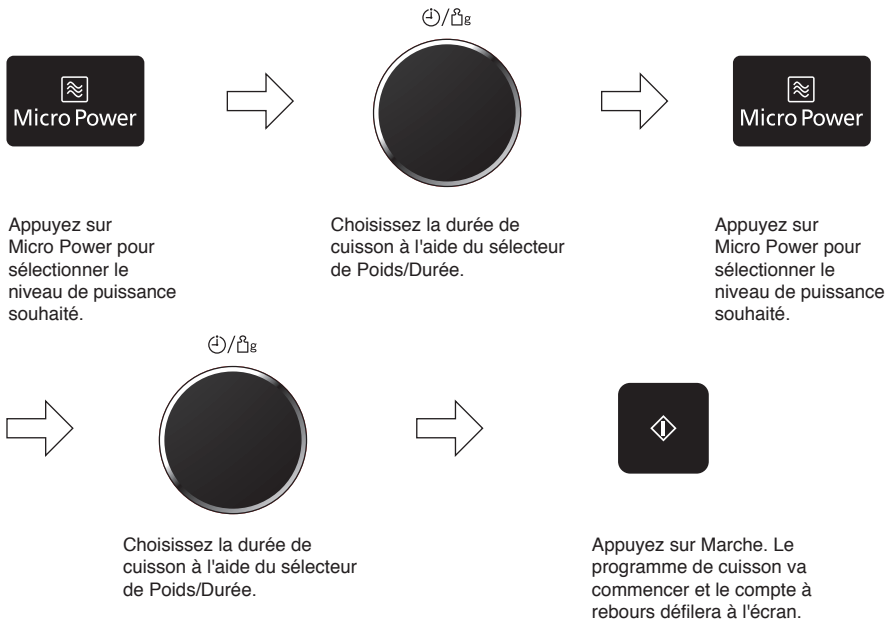 Micro Power
Micro Power
Appuyez sur
Micro Power pour
sélectionner le
niveau de puissance
souhaité.
Choisissez la durée de
cuisson à l'aide du sélecteur
de Poids/Durée.
Appuyez sur
Micro Power pour
sélectionner le
niveau de puissance
souhaité.
Choisissez la durée de
cuisson à l'aide du sélecteur
de Poids/Durée.
Appuyez sur Marche. Le
programme de cuisson va
commencer et le compte à
rebours défilera à l'écran.